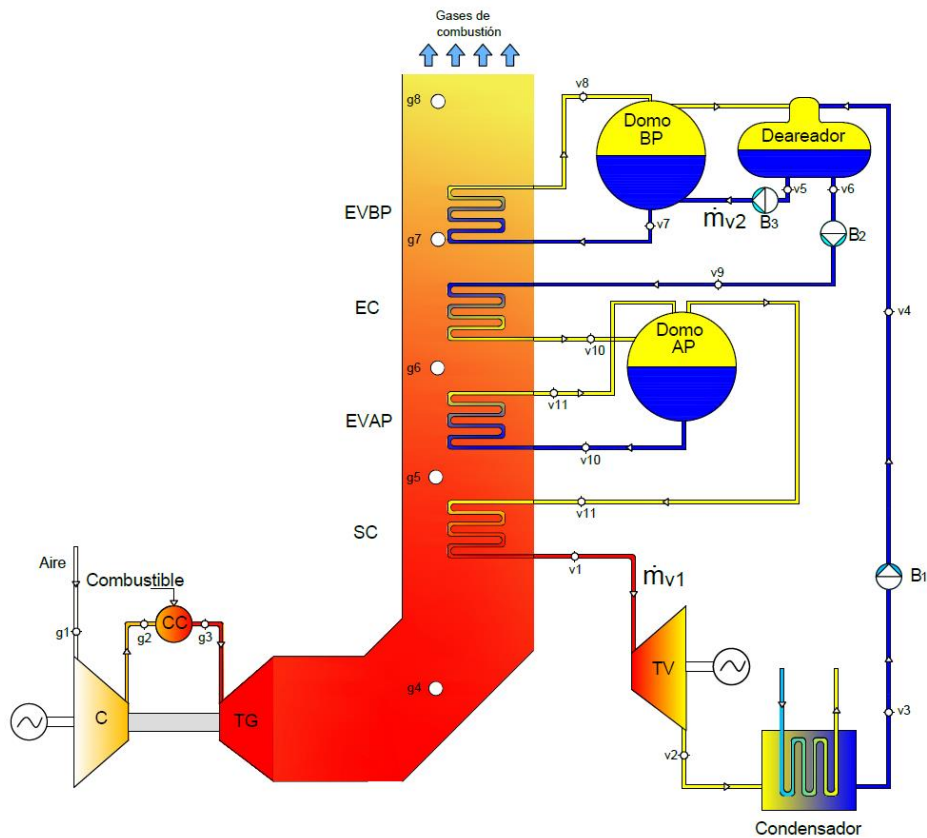 Gases de
combustión
g8
v8
Domo
BP
Deareador
EVBP
g7
v7
ṁv2
B3
v5
v6
B2
EC
v9
v4
v10
Domo
AP
g6
v11
EVAP
v10
g5
v11
SC
v1
ṁv1
B1
Aire
Combustible
g1
g2
CC
g3
C
TG
g4
TV
v2
v3
Condensador